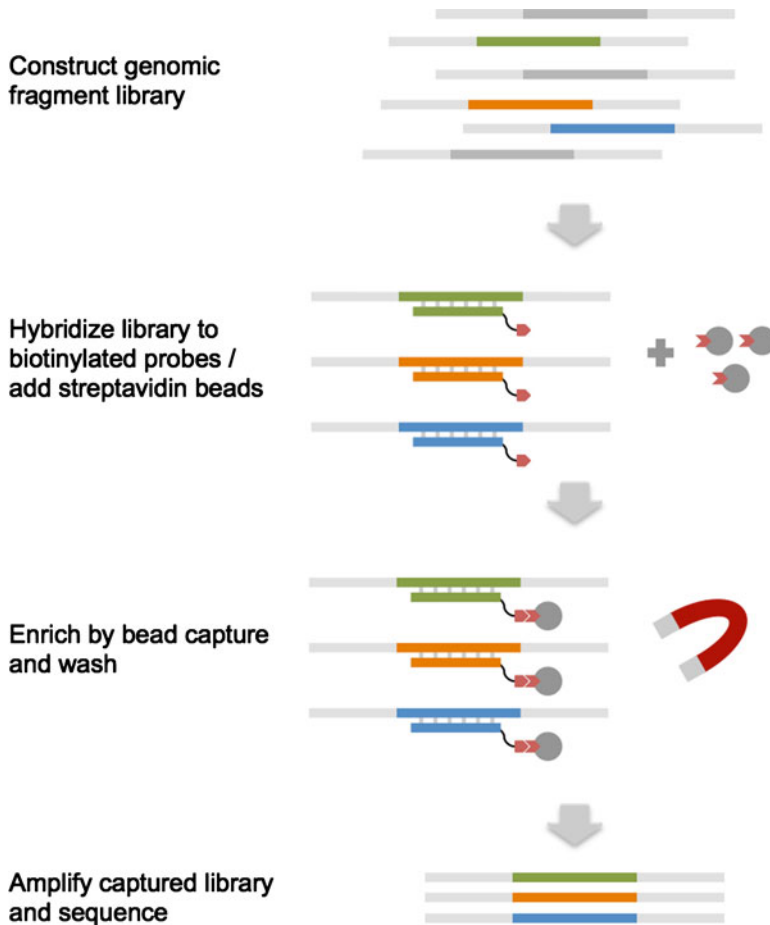 Construct genomic
fragment library
Hybridize library to
biotinylated probes /
add streptavidin beads
Enrich by bead capture
and wash
Amplify captured library
and sequence